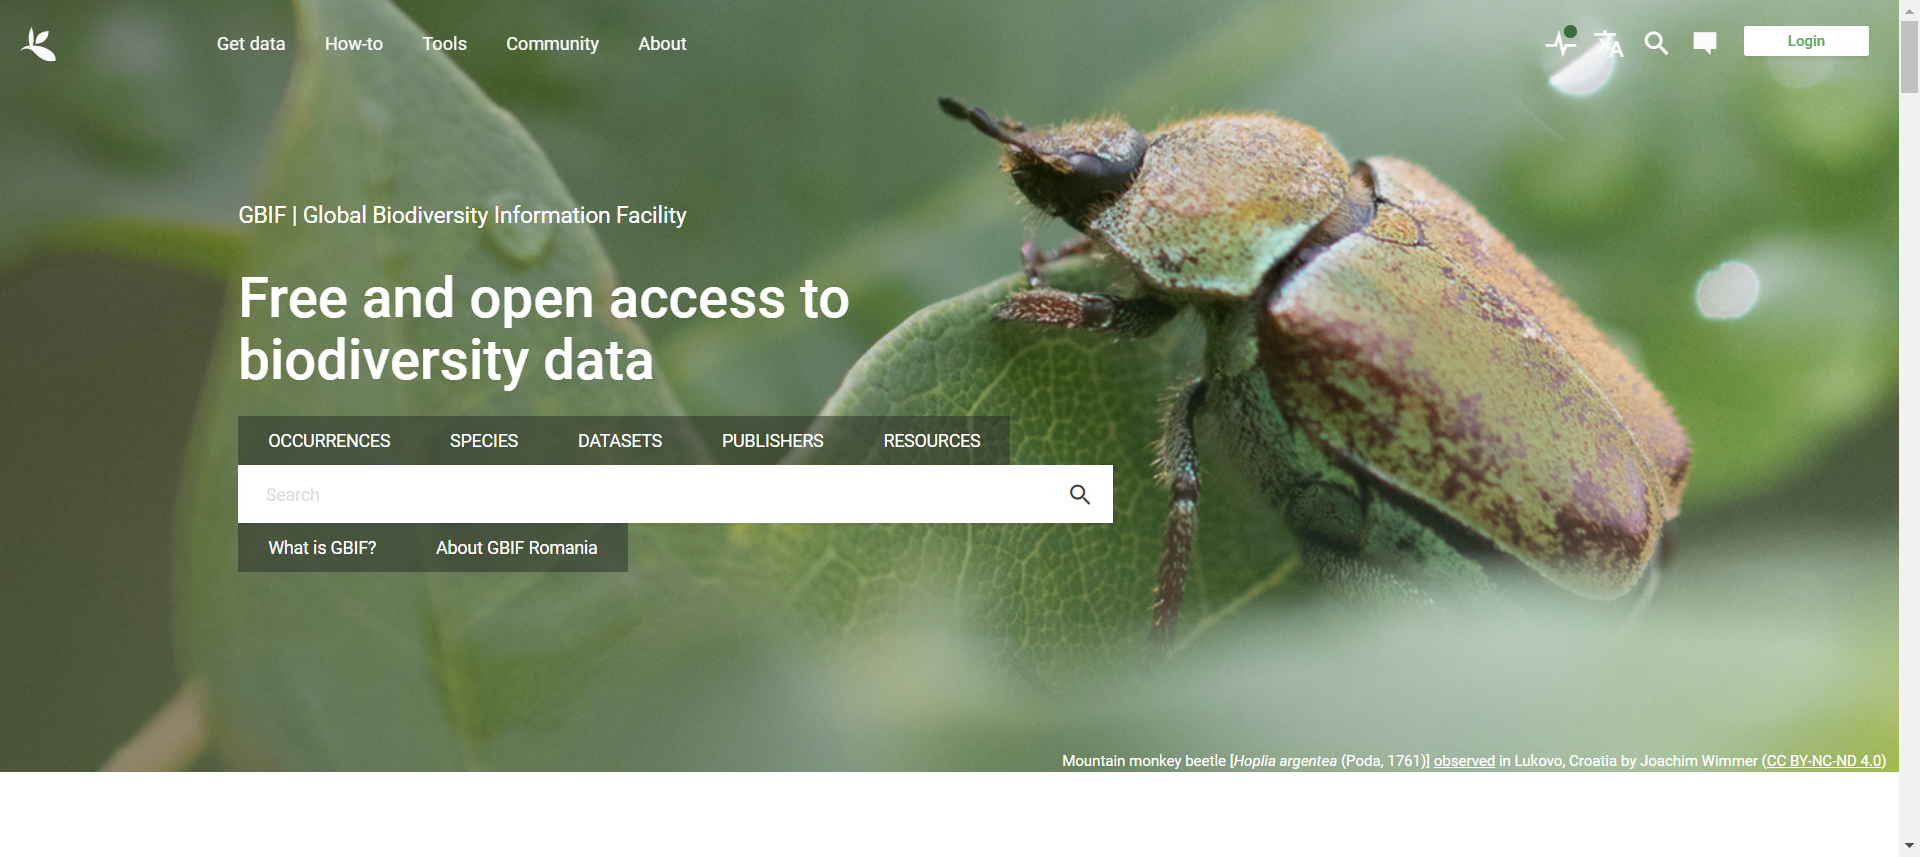 Get data How-to Tools Community About
Login
GBIF | Global Biodiversity Information Facility
Free and open access to
biodiversity data
OCCURRENCES SPECIES DATASETS PUBLISHERS RESOURCES
Search
What is GBIF? About GBIF Romania
Mountain monkey beetle [Hoplia argentea (Poda, 1761)] observed in Lukovo, Croatia by Joachim Wimmer (CC BY-NC-ND 4.0)